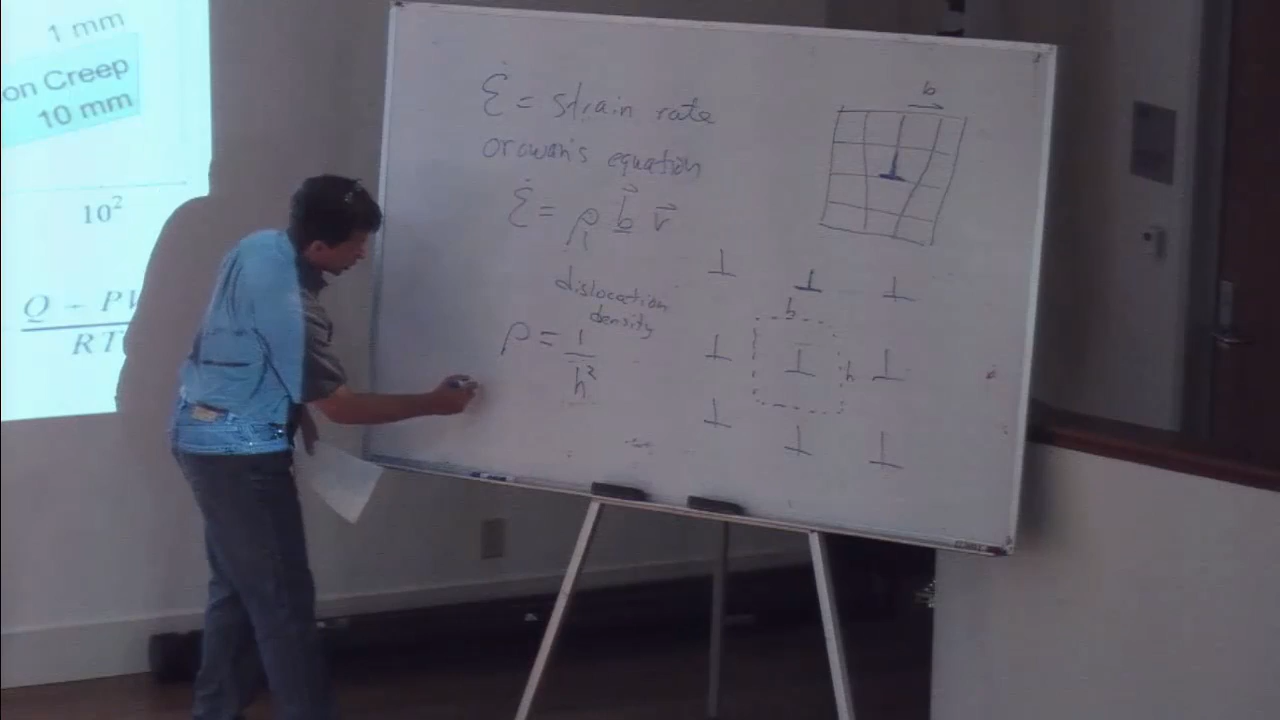 1 mm
on Creep
10 mm
10²
Q − PV
RT
ε̇ = strain rate
orowan's equation
ε̇ = ρ b⃗ v⃗
dislocation
density
ρ = 1
h²
b
h
h